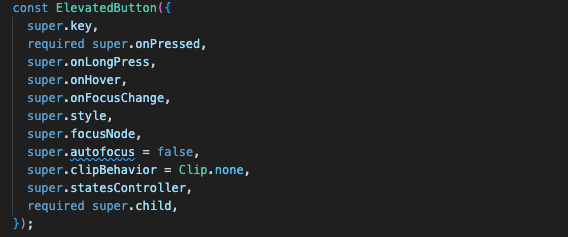 const ElevatedButton({
super.key,
required super.onPressed,
super.onLongPress,
super.onHover,
super.onFocusChange,
super.style,
super.focusNode,
super.autofocus = false,
super.clipBehavior = Clip.none,
super.statesController,
required super.child,
});